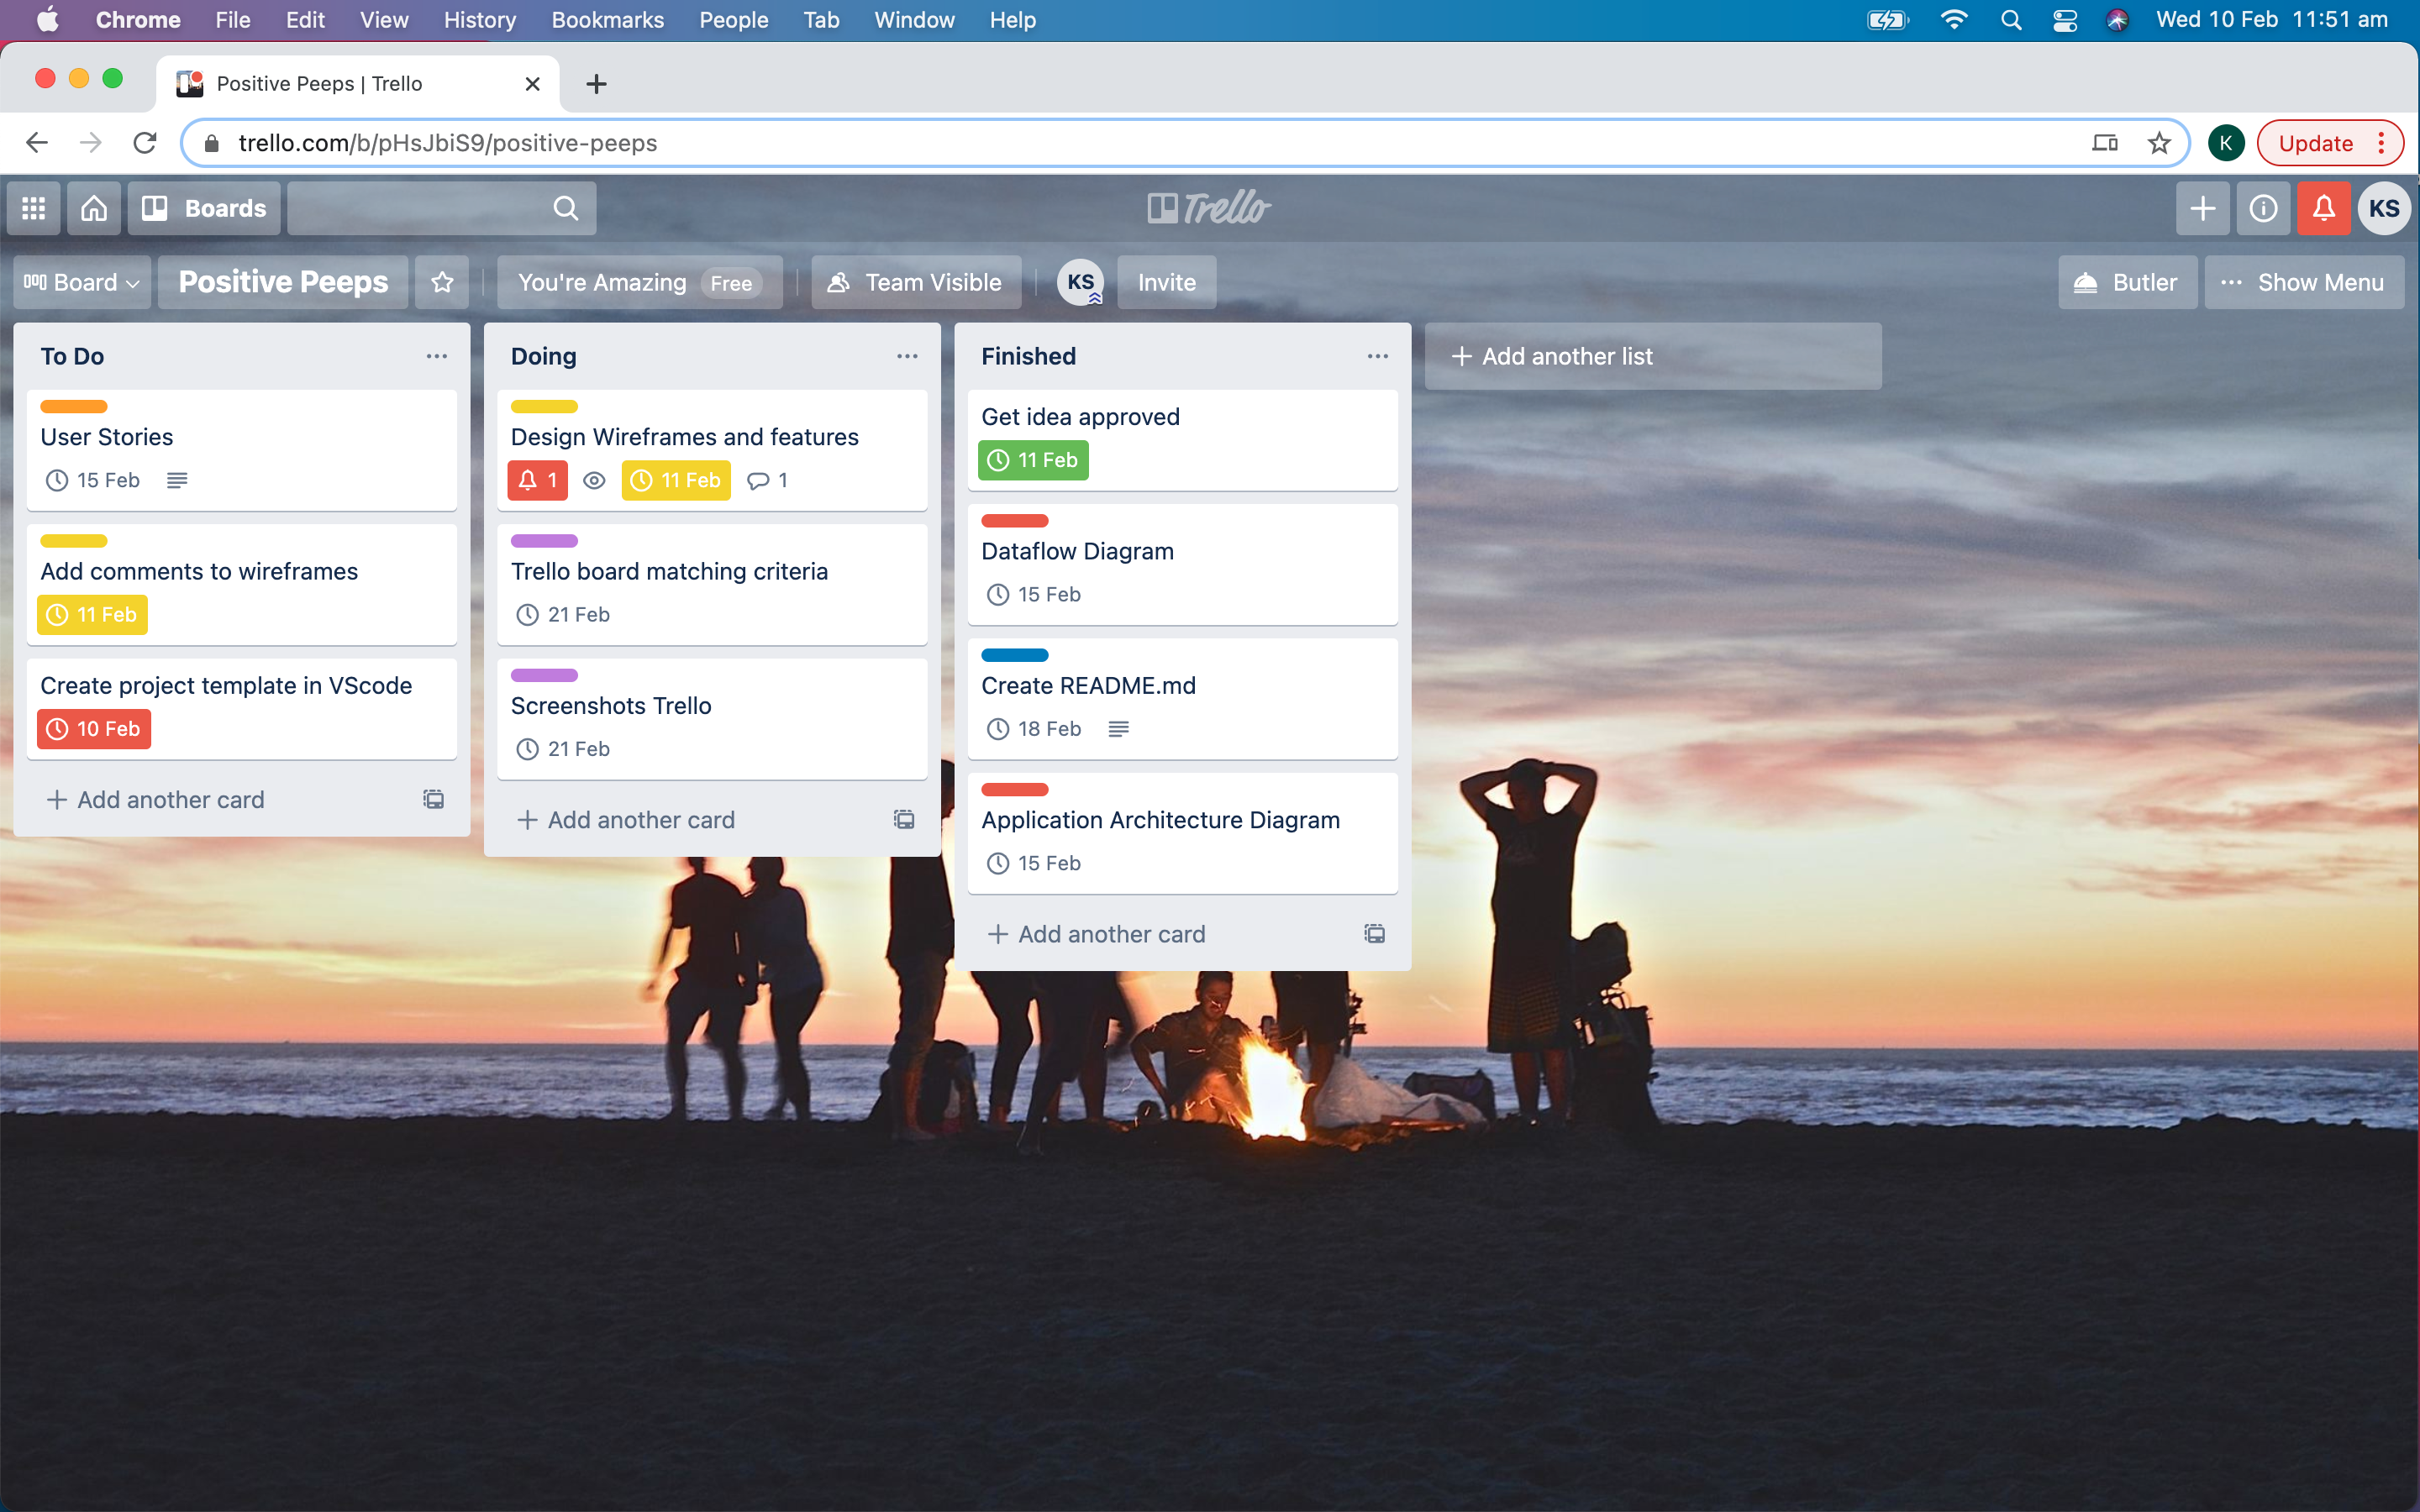 Chrome File Edit View History Bookmarks People Tab Window Help Wed 10 Feb 11:51 am
Positive Peeps | Trello
trello.com/b/pHsJbiS9/positive-peeps K Update
Boards Trello KS
Board Positive Peeps You're Amazing Free Team Visible KS Invite Butler Show Menu
To Do
User Stories
15 Feb
Add comments to wireframes
11 Feb
Create project template in VScode
10 Feb
Add another card
Doing
Design Wireframes and features
1 11 Feb 1
Trello board matching criteria
21 Feb
Screenshots Trello
21 Feb
Add another card
Finished
Get idea approved
11 Feb
Dataflow Diagram
15 Feb
Create README.md
18 Feb
Application Architecture Diagram
15 Feb
Add another card
Add another list